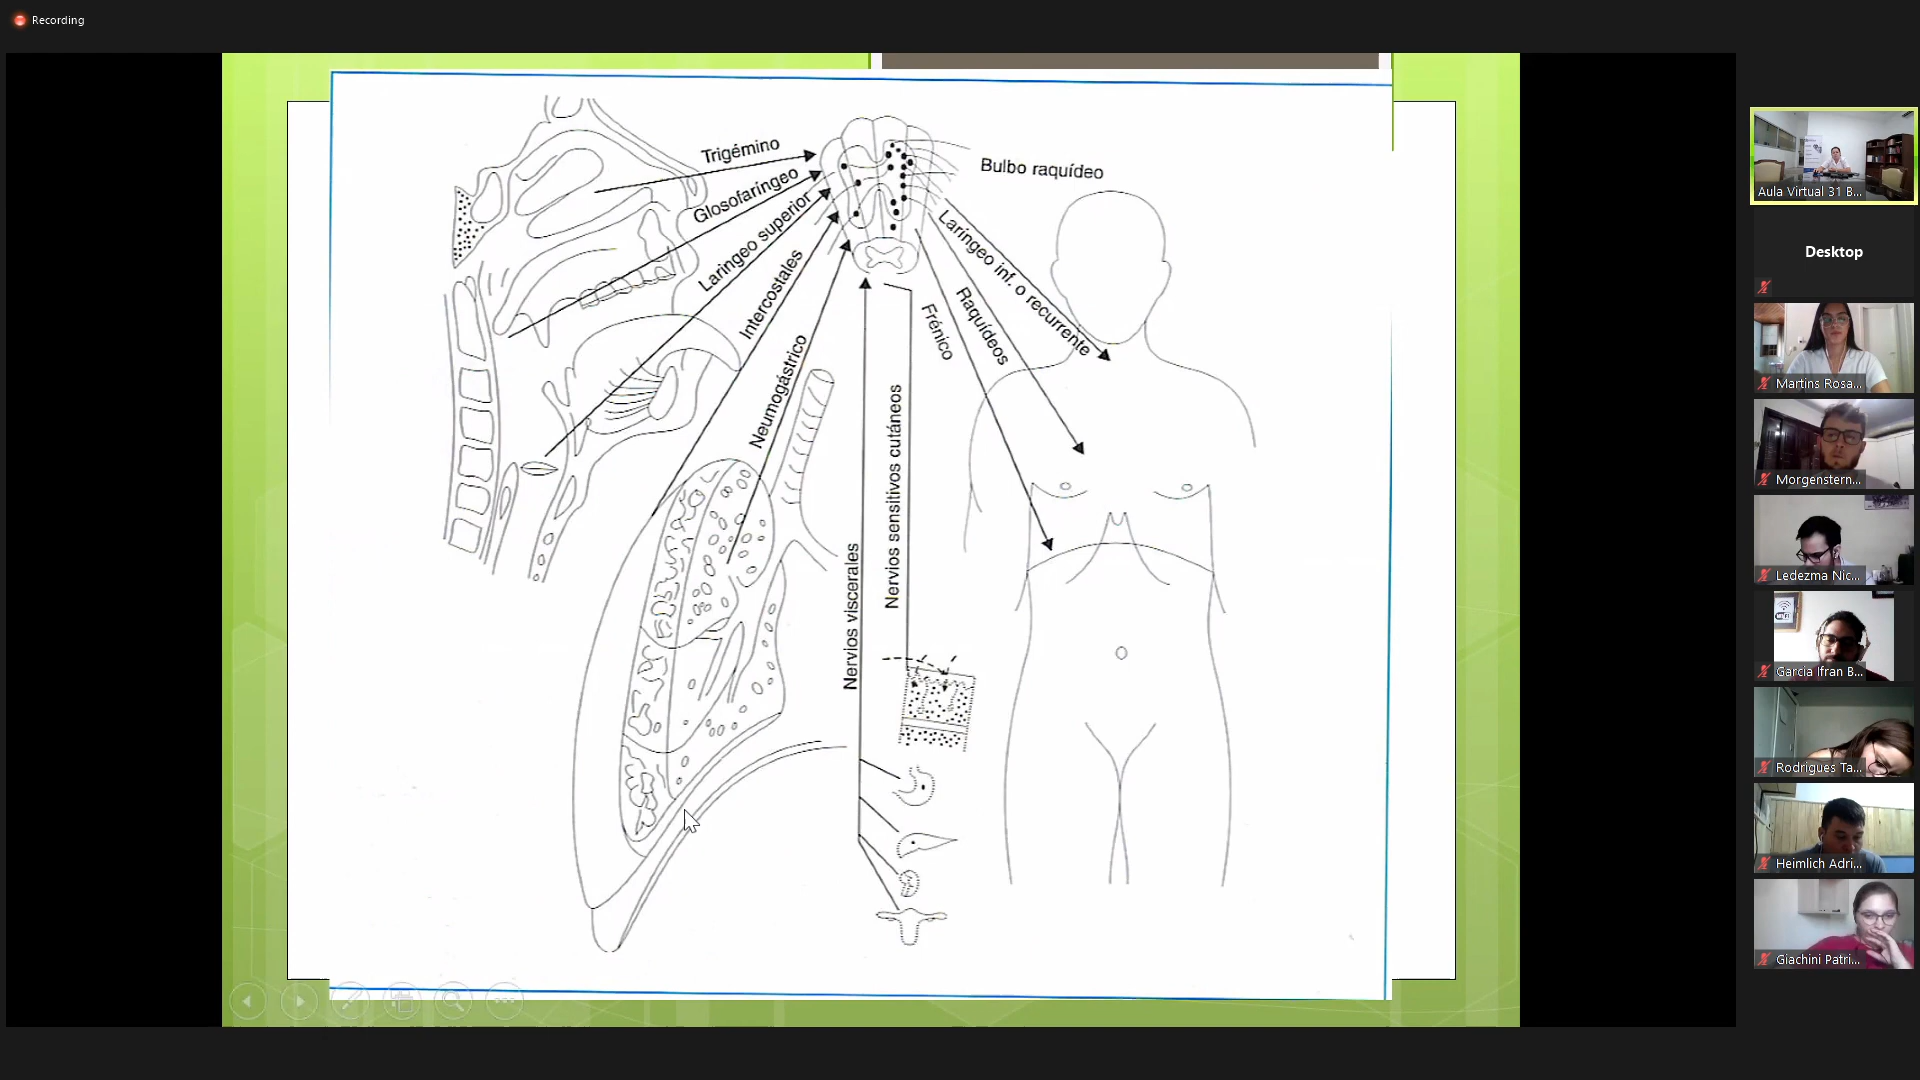 Recording
Trigémino
Glosofaríngeo
Laríngeo superior
Intercostales
Neumogástrico
Bulbo raquídeo
Laríngeo inf. o recurrente
Raquídeos
Frénico
Nervios sensitivos cutáneos
Nervios viscerales
Aula Virtual 31 B...
Desktop
Martins Rosa...
Morgenstern...
Ledezma Nic...
Garcia Ifran B...
Rodrigues Ta...
Heimlich Adri...
Giachini Patri...